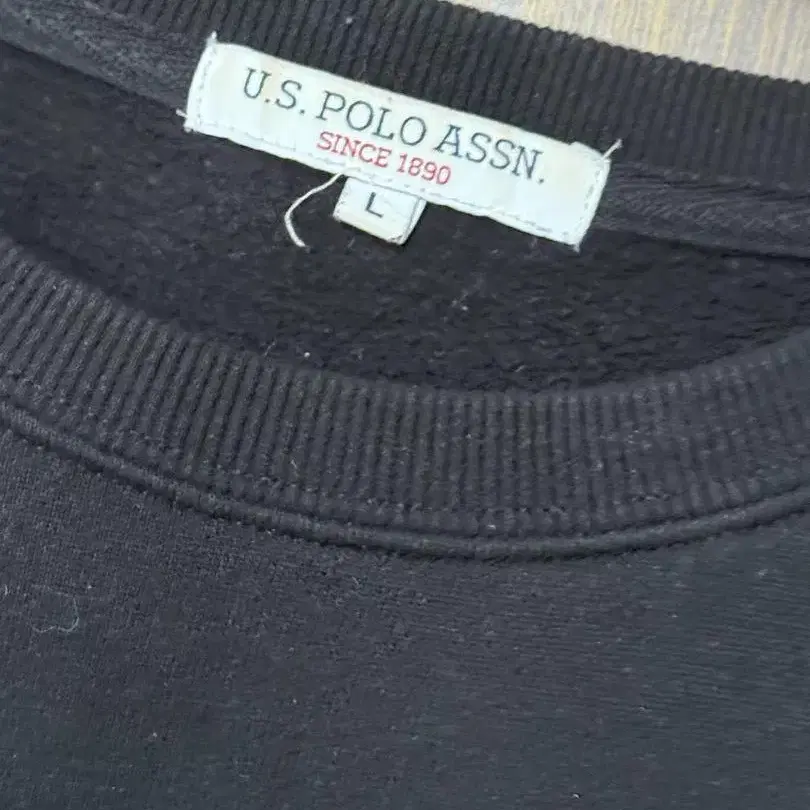 U.S. POLO ASSN.
SINCE 1890
L